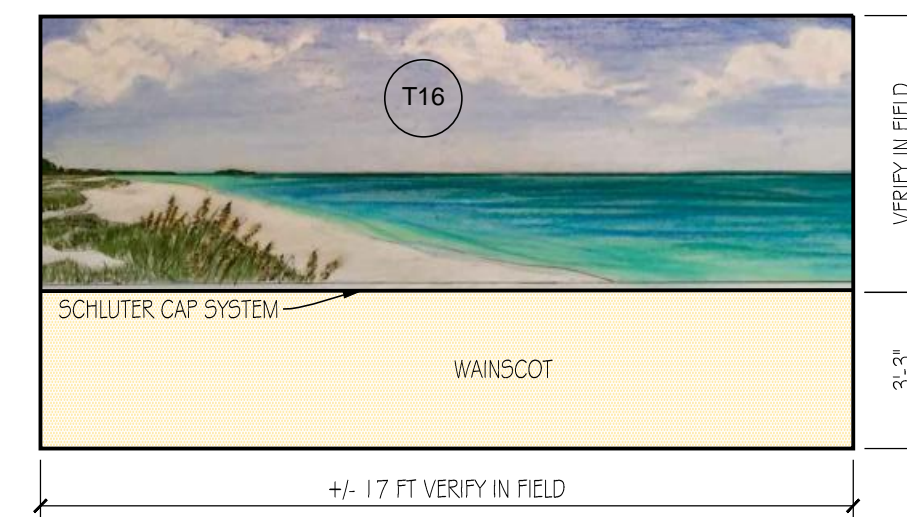 T16
VERIFY IN FIELD
SCHLUTER CAP SYSTEM
WAINSCOT
3'-3"
+/- 17 FT VERIFY IN FIELD